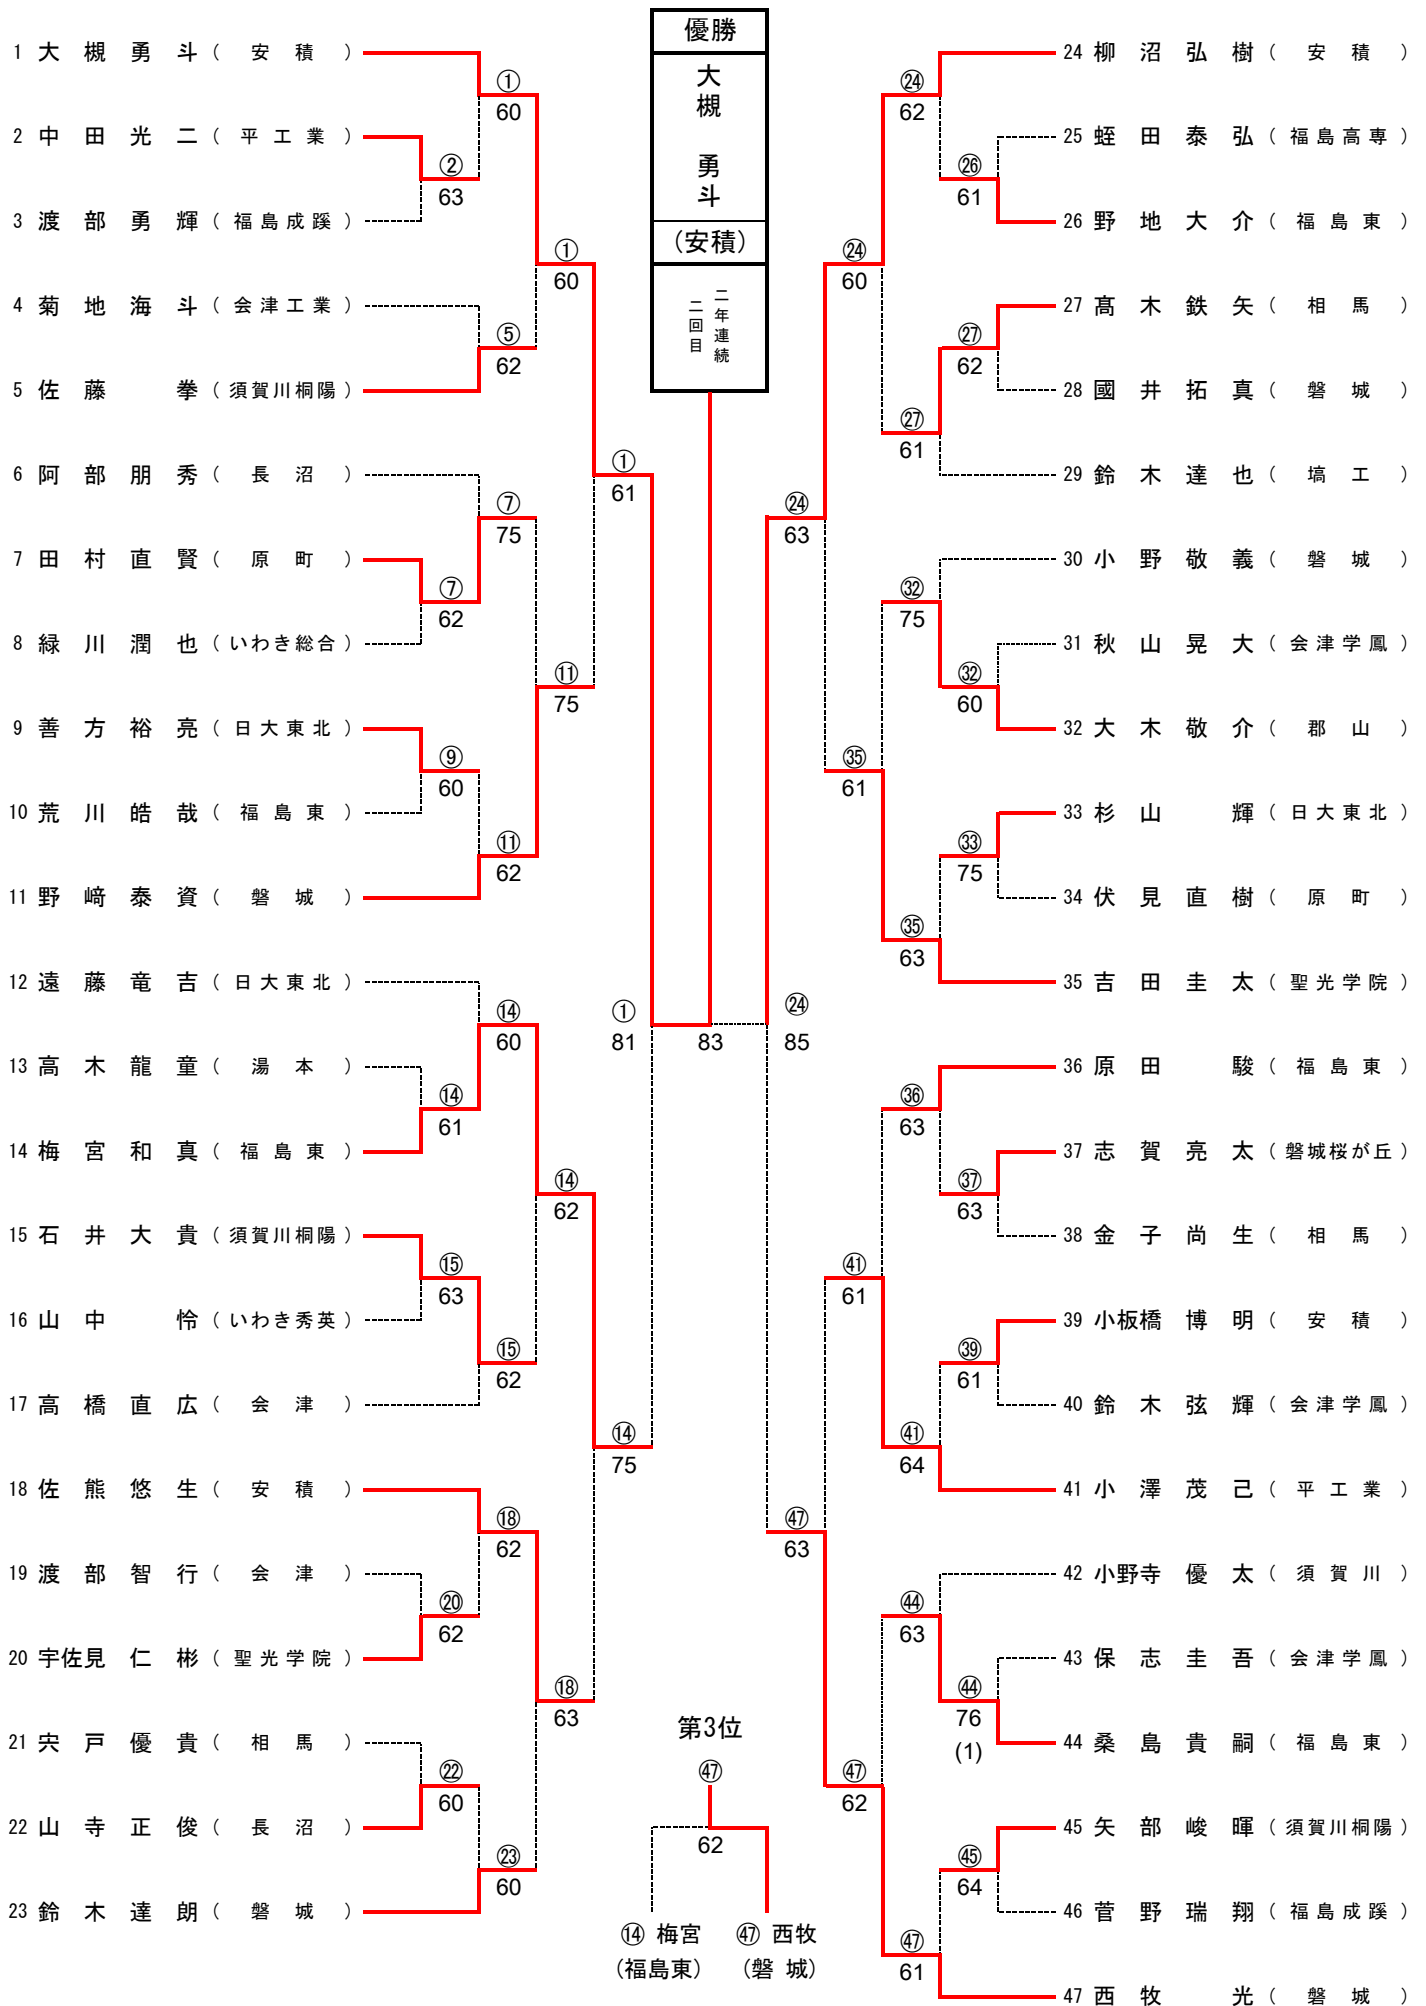 優勝
大槻 勇斗
(安積)
二年連続
二回目
1 大槻勇斗 (安積)
2 中田光二 (平工業)
3 渡部勇輝 (福島成蹊)
4 菊地海斗 (会津工業)
5 佐藤 拳 (須賀川桐陽)
6 阿部朋秀 (長沼)
7 田村直賢 (原町)
8 緑川潤也 (いわき総合)
9 善方裕亮 (日大東北)
10 荒川皓哉 (福島東)
11 野﨑泰資 (磐城)
12 遠藤竜吉 (日大東北)
13 高木龍童 (湯本)
14 梅宮和真 (福島東)
15 石井大貴 (須賀川桐陽)
16 山中 怜 (いわき秀英)
17 高橋直広 (会津)
18 佐熊悠生 (安積)
19 渡部智行 (会津)
20 宇佐見仁彬 (聖光学院)
21 宍戸優貴 (相馬)
22 山寺正俊 (長沼)
23 鈴木達朗 (磐城)
② 63
⑦ 62
⑨ 60
⑭ 61
⑮ 63
⑳ 62
㉒ 60
① 60
⑤ 62
⑦ 75
⑪ 62
⑭ 60
⑮ 62
⑱ 62
㉓ 60
① 60
⑪ 75
⑭ 62
⑱ 63
① 61
⑭ 75
① 81
83
㉔ 85
㉔ 63
㊼ 63
㉔ 60
㉟ 61
㊶ 61
㊼ 62
㉔ 62
㉗ 61
㉜ 75
㉟ 63
㊱ 63
㊶ 64
㊹ 63
㊼ 61
㉖ 61
㉗ 62
㉜ 60
㉝ 75
㊲ 63
㊴ 61
㊹ 76
(1)
㊺ 64
24 柳沼弘樹 (安積)
25 蛭田泰弘 (福島高専)
26 野地大介 (福島東)
27 髙木鉄矢 (相馬)
28 國井拓真 (磐城)
29 鈴木達也 (塙工)
30 小野敬義 (磐城)
31 秋山晃大 (会津学鳳)
32 大木敬介 (郡山)
33 杉山 輝 (日大東北)
34 伏見直樹 (原町)
35 吉田圭太 (聖光学院)
36 原田 駿 (福島東)
37 志賀亮太 (磐城桜が丘)
38 金子尚生 (相馬)
39 小板橋博明 (安積)
40 鈴木弦輝 (会津学鳳)
41 小澤茂己 (平工業)
42 小野寺優太 (須賀川)
43 保志圭吾 (会津学鳳)
44 桑島貴嗣 (福島東)
45 矢部峻暉 (須賀川桐陽)
46 菅野瑞翔 (福島成蹊)
47 西牧 光 (磐城)
第3位
㊼
62
⑭ 梅宮 ㊼ 西牧
(福島東) (磐 城)